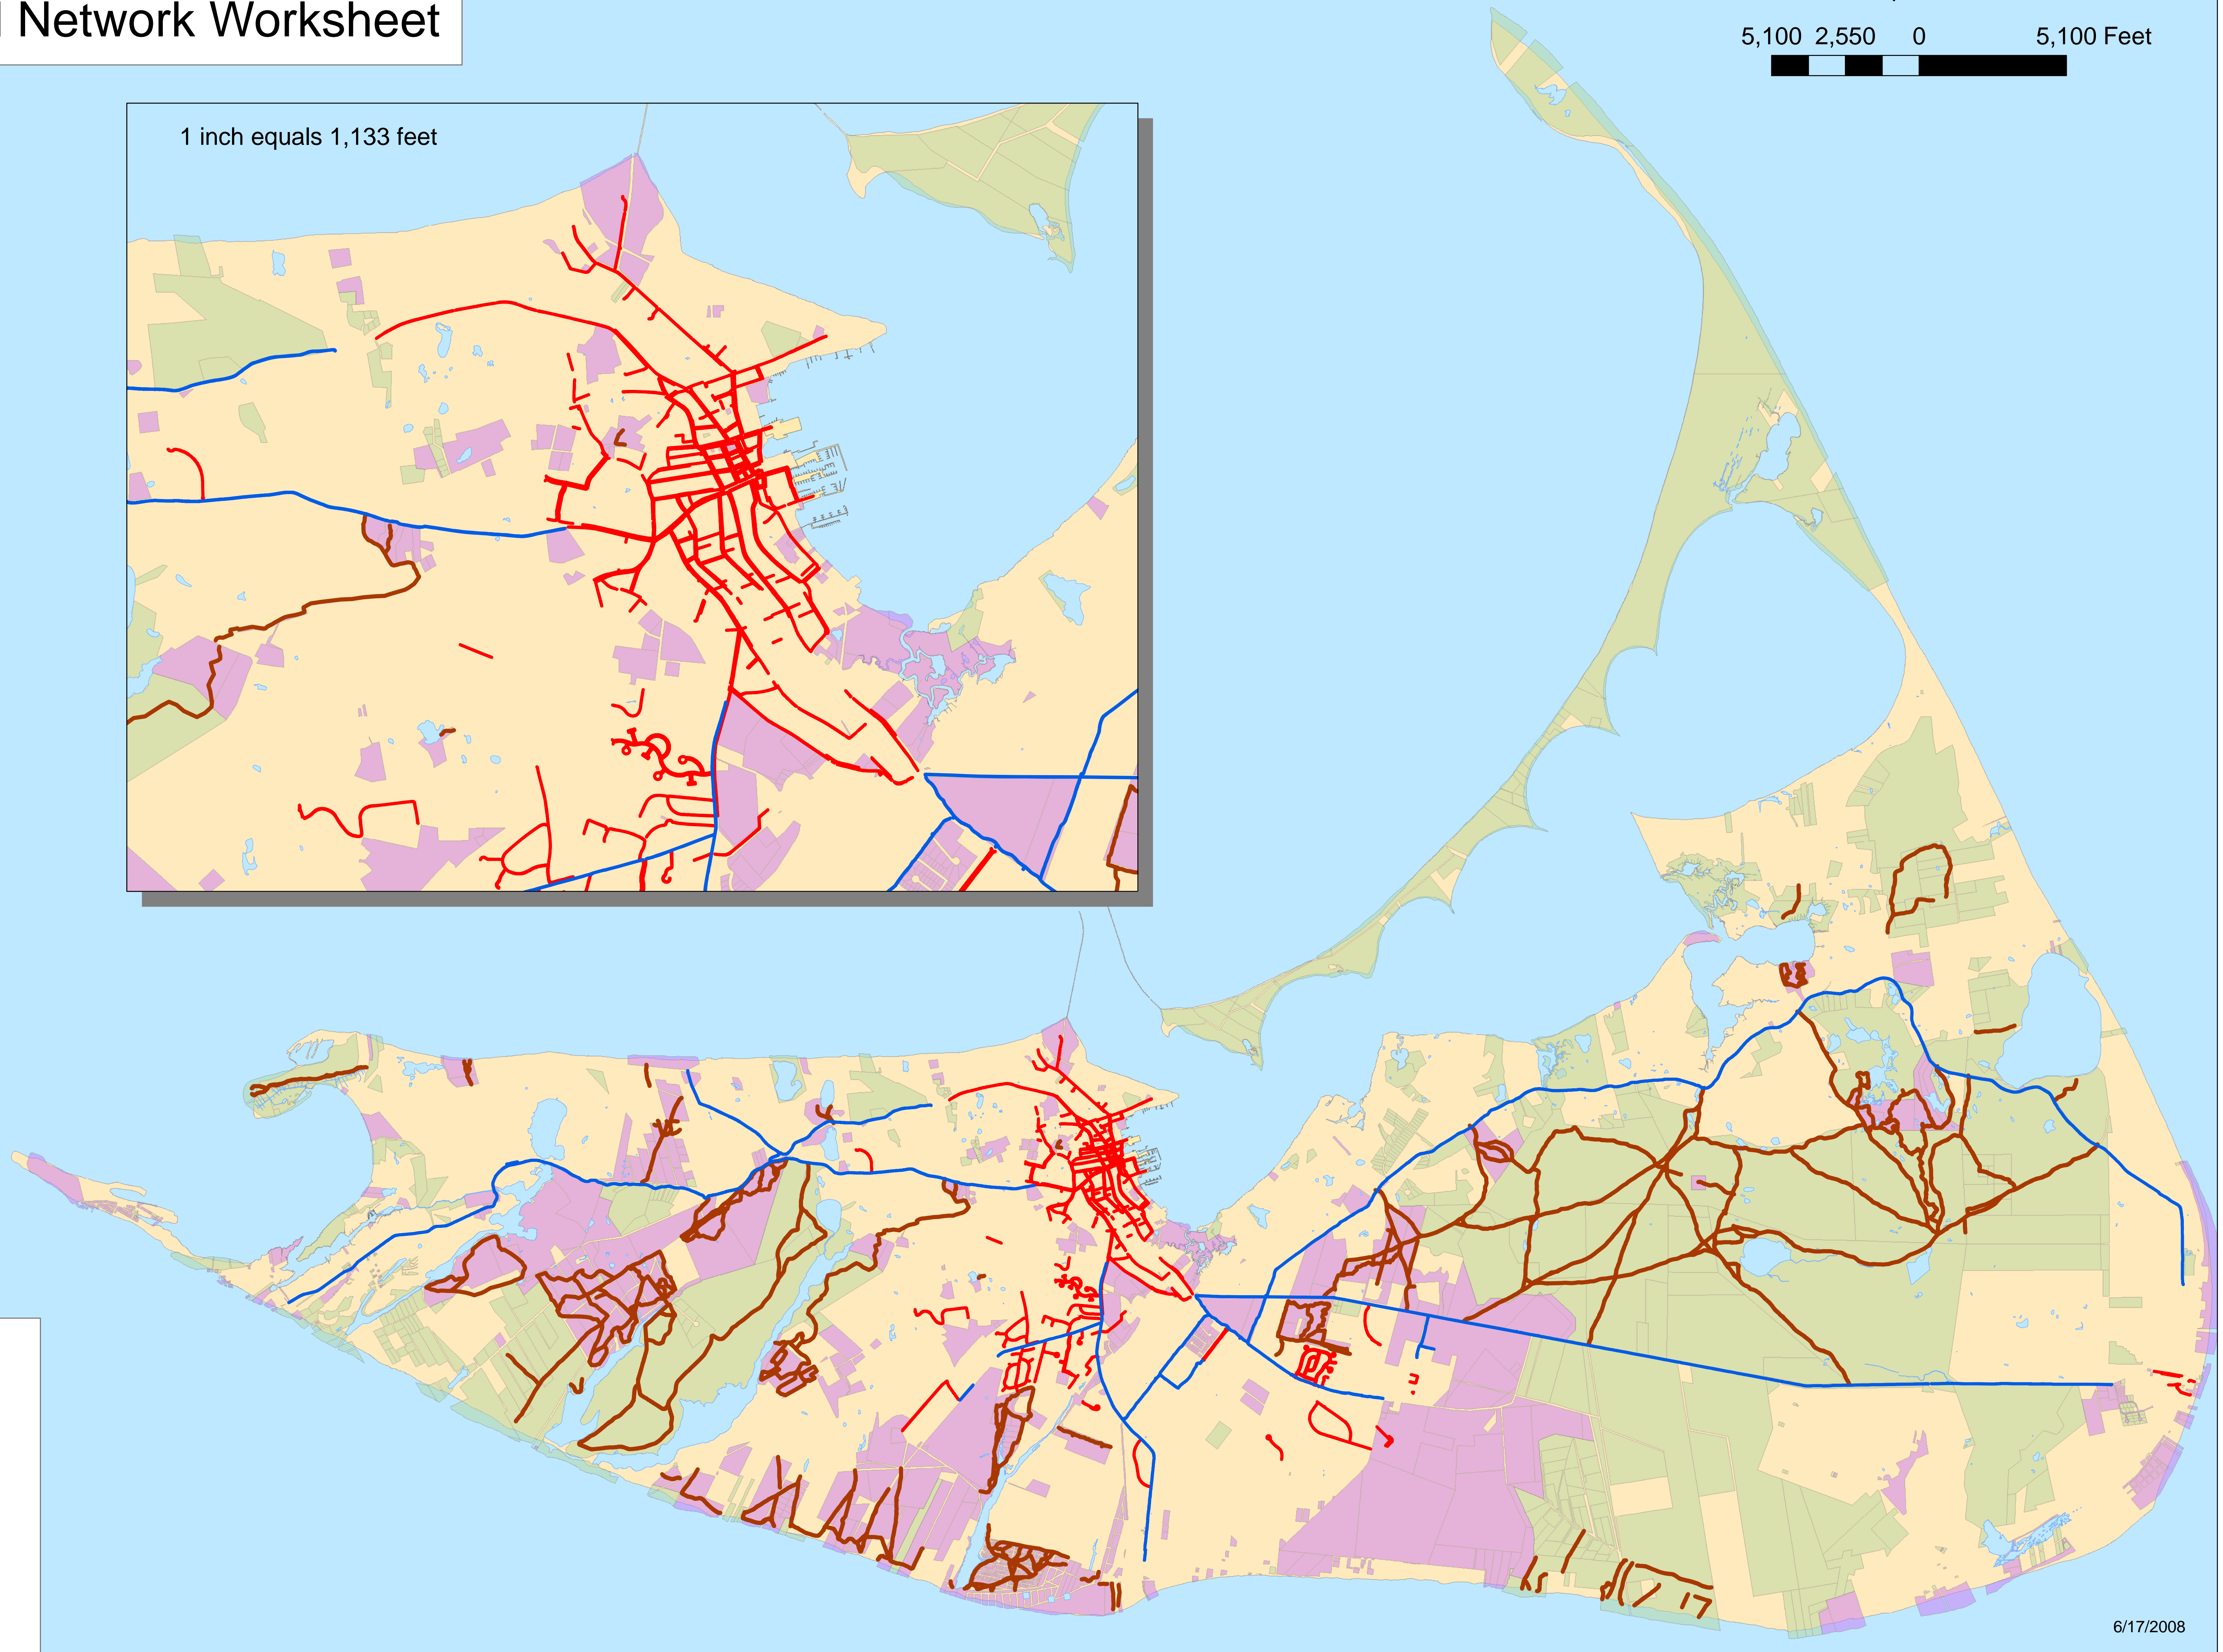 Network Worksheet
5,100 2,550 0 5,100 Feet
1 inch equals 1,133 feet
6/17/2008